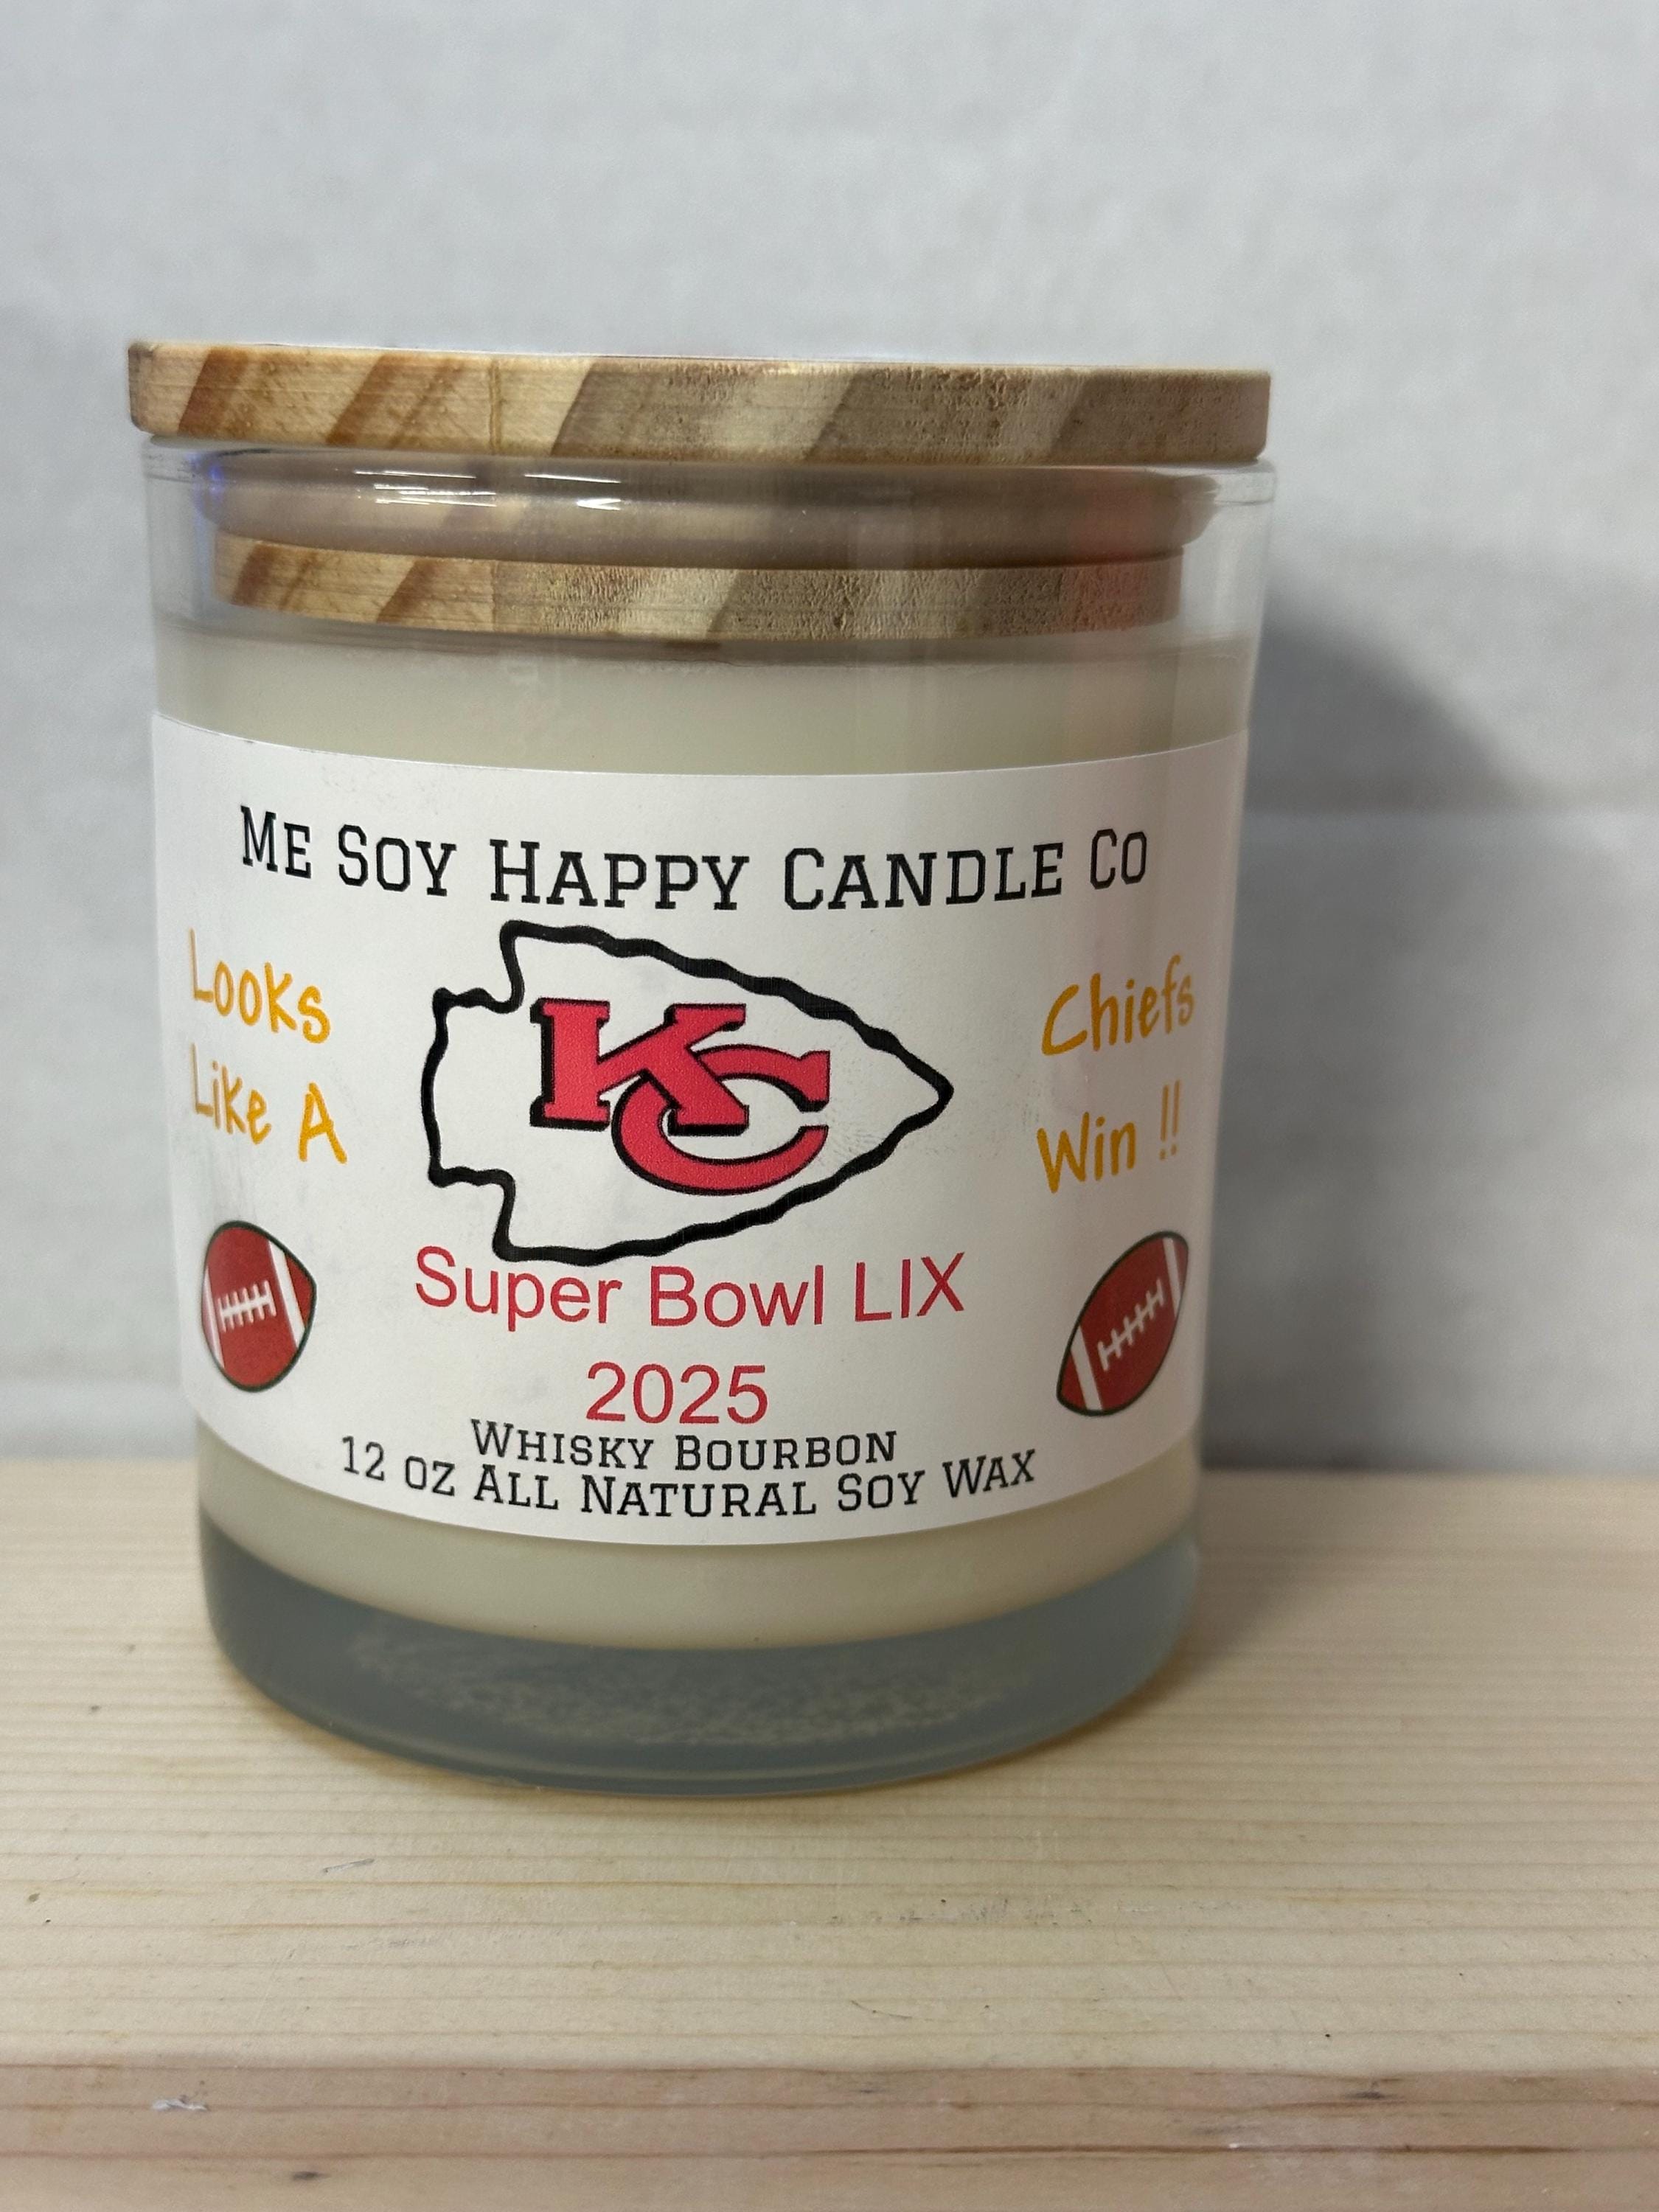 Me Soy Happy Candle Co
Looks
Like A
KC
Chiefs
Win !!
Super Bowl LIX
2025
Whisky Bourbon
12 oz All Natural Soy Wax